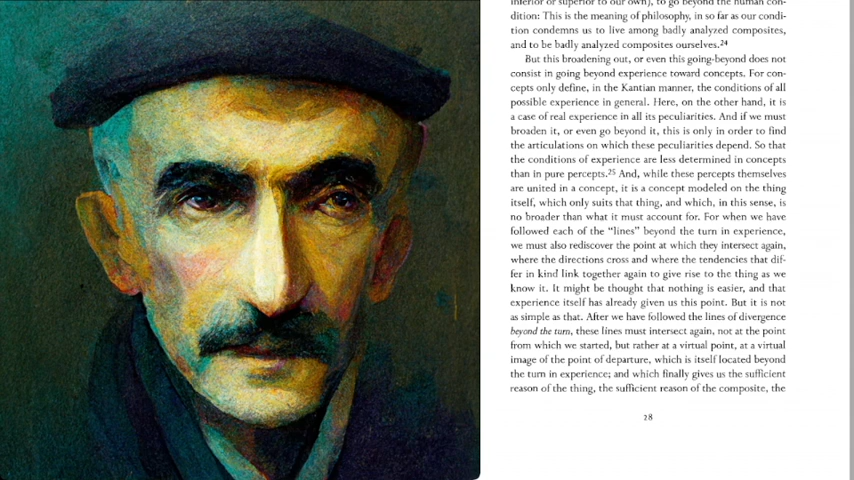 inferior or superior to our own), to go beyond the human con-
dition: This is the meaning of philosophy, in so far as our condi-
tion condemns us to live among badly analyzed composites,
and to be badly analyzed composites ourselves.24
But this broadening out, or even this going-beyond does not
consist in going beyond experience toward concepts. For con-
cepts only define, in the Kantian manner, the conditions of all
possible experience in general. Here, on the other hand, it is
a case of real experience in all its peculiarities. And if we must
broaden it, or even go beyond it, this is only in order to find
the articulations on which these peculiarities depend. So that
the conditions of experience are less determined in concepts
than in pure percepts.25 And, while these percepts themselves
are united in a concept, it is a concept modeled on the thing
itself, which only suits that thing, and which, in this sense, is
no broader than what it must account for. For when we have
followed each of the “lines” beyond the turn in experience,
we must also rediscover the point at which they intersect again,
where the directions cross and where the tendencies that dif-
fer in kind link together again to give rise to the thing as we
know it. It might be thought that nothing is easier, and that
experience itself has already given us this point. But it is not
as simple as that. After we have followed the lines of divergence
beyond the turn, these lines must intersect again, not at the point
from which we started, but rather at a virtual point, at a virtual
image of the point of departure, which is itself located beyond
the turn in experience; and which finally gives us the sufficient
reason of the thing, the sufficient reason of the composite, the
28